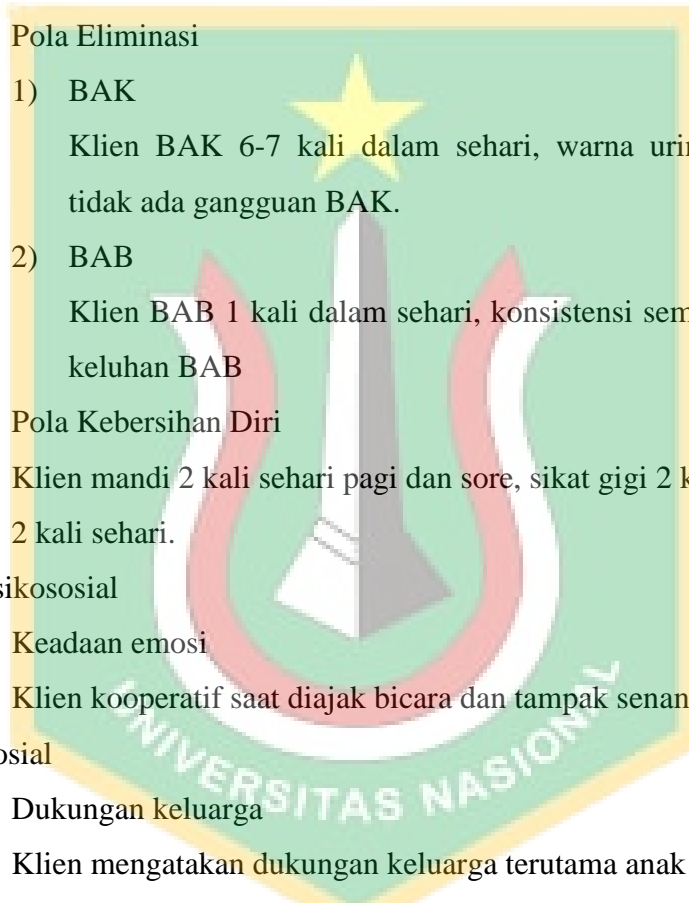 Pola Eliminasi
1) BAK
Klien BAK 6-7 kali dalam sehari, warna urin
tidak ada gangguan BAK.
2) BAB
Klien BAB 1 kali dalam sehari, konsistensi sem
keluhan BAB
Pola Kebersihan Diri
Klien mandi 2 kali sehari pagi dan sore, sikat gigi 2 k
2 kali sehari.
sikososial
Keadaan emosi
Klien kooperatif saat diajak bicara dan tampak senan
osial
Dukungan keluarga
Klien mengatakan dukungan keluarga terutama anak
UNIVERSITAS NASIONAL